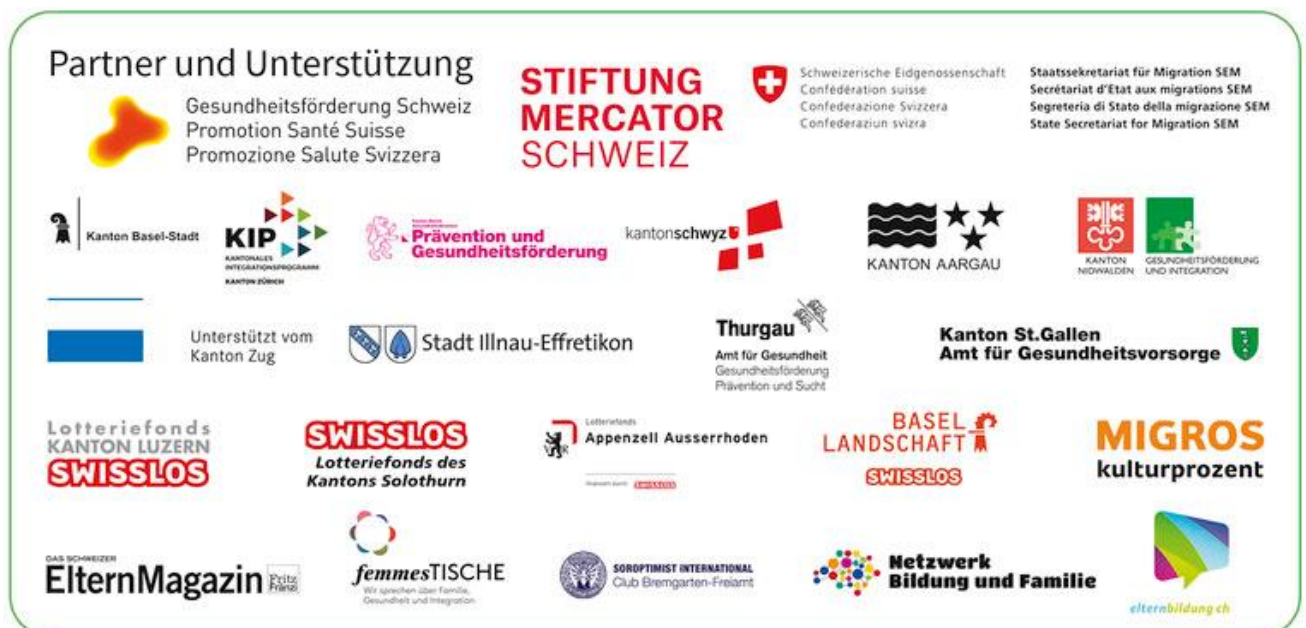 Partner und Unterstützung
Gesundheitsförderung Schweiz
Promotion Santé Suisse
Promozione Salute Svizzera
STIFTUNG
MERCATOR
SCHWEIZ
Schweizerische Eidgenossenschaft
Confédération suisse
Confederazione Svizzera
Confederaziun svizra
Staatssekretariat für Migration SEM
Secrétariat d'Etat aux migrations SEM
Segreteria di Stato della migrazione SEM
State Secretariat for Migration SEM
Kanton Basel-Stadt
KIP
KANTONALES
INTEGRATIONSPROGRAMM
KANTON ZÜRICH
Prävention und
Gesundheitsförderung
kantonschwyz
KANTON AARGAU
KANTON
NIDWALDEN
GESUNDHEITSFÖRDERUNG
UND INTEGRATION
Unterstützt vom
Kanton Zug
Stadt Illnau-Effretikon
Thurgau
Amt für Gesundheit
Gesundheitsförderung
Prävention und Sucht
Kanton St.Gallen
Amt für Gesundheitsvorsorge
Lotteriefonds
KANTON LUZERN
SWISSLOS
SWISSLOS
Lotteriefonds des
Kantons Solothurn
Lotteriefonds
Appenzell Ausserrhoden
SWISSLOS
BASEL
LANDSCHAFT
SWISSLOS
MIGROS
kulturprozent
DAS SCHWEIZER
ElternMagazin Fritz
Fränzi
femmesTISCHE
Wir sprechen über Familie,
Gesundheit und Integration
SOROPTIMIST INTERNATIONAL
Club Bremgarten-Freiamt
Netzwerk
Bildung und Familie
elternbildung ch